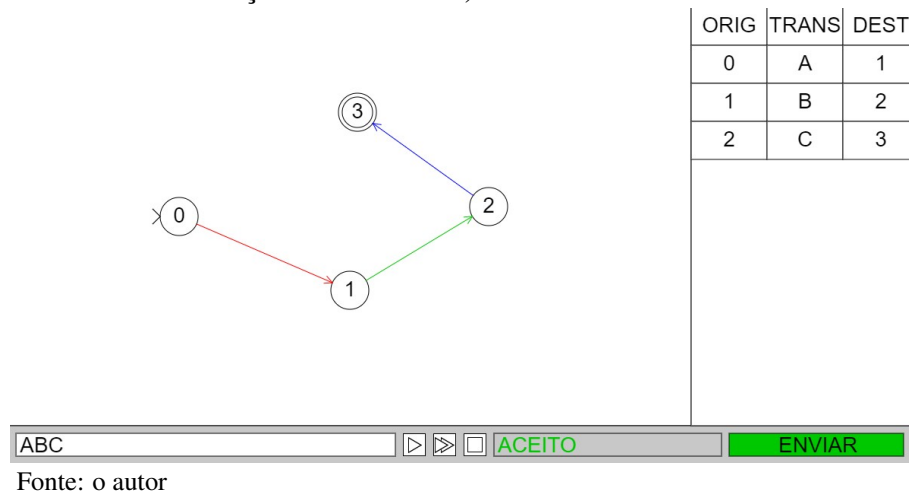 ORIG TRANS DEST
0 A 1
1 B 2
2 C 3
3
2
0
1
ABC ACEITO ENVIAR
Fonte: o autor